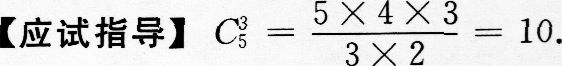 【应试指导】 $C_5^3 = \frac{5 \times 4 \times 3}{3 \times 2} = 10.$